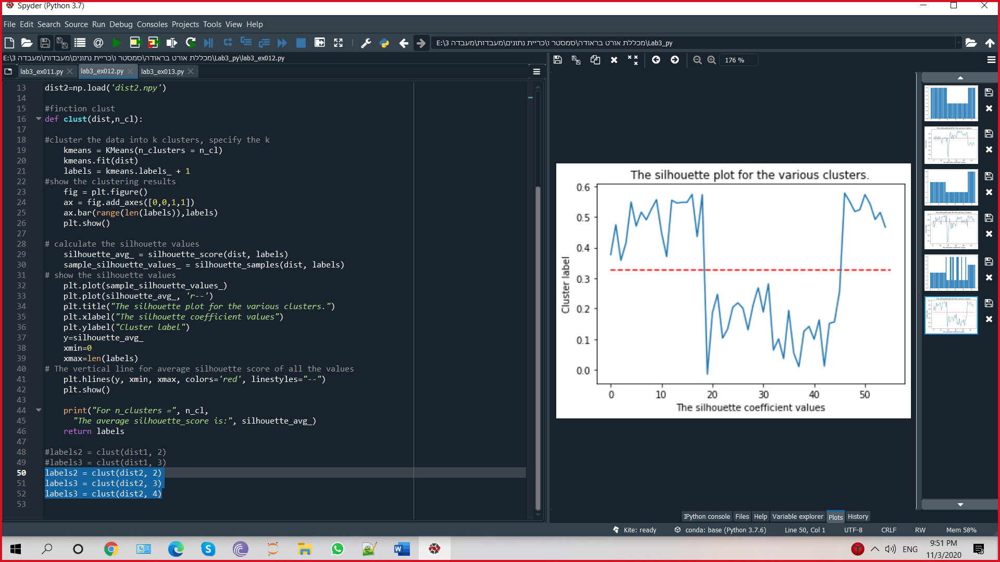 Spyder (Python 3.7)
File Edit Search Source Run Debug Consoles Projects Tools View Help
E:\מכללת אורט בראודה\סמסטר ו\כריית נתונים\מעבדות\מעבדה 3\Lab3_py
E:\מכללת אורט בראודה\סמסטר ו\כריית נתונים\מעבדות\מעבדה 3\Lab3_py\lab3_ex012.py
176 %
lab3_ex011.py lab3_ex012.py lab3_ex013.py
13 dist2=np.load('dist2.npy')
14
15 #finction clust
16 def clust(dist,n_cl):
17
18 #cluster the data into k clusters, specify the k
19 kmeans = KMeans(n_clusters = n_cl)
20 kmeans.fit(dist)
21 labels = kmeans.labels_ + 1
22 #show the clustering results
23 fig = plt.figure()
24 ax = fig.add_axes([0,0,1,1])
25 ax.bar(range(len(labels)),labels)
26 plt.show()
27
28 # calculate the silhouette values
29 silhouette_avg_ = silhouette_score(dist, labels)
30 sample_silhouette_values_ = silhouette_samples(dist, labels)
31 # show the silhouette values
32 plt.plot(sample_silhouette_values_)
33 plt.plot(silhouette_avg_, 'r--')
34 plt.title("The silhouette plot for the various clusters.")
35 plt.xlabel("The silhouette coefficient values")
36 plt.ylabel("Cluster label")
37 y=silhouette_avg_
38 xmin=0
39 xmax=len(labels)
40 # The vertical line for average silhouette score of all the values
41 plt.hlines(y, xmin, xmax, colors='red', linestyles="--")
42 plt.show()
43
44 print("For n_clusters =", n_cl,
45 "The average silhouette_score is:", silhouette_avg_)
46 return labels
47
48 #labels2 = clust(dist1, 2)
49 #labels3 = clust(dist1, 3)
50 labels2 = clust(dist2, 2)
51 labels3 = clust(dist2, 3)
52 labels3 = clust(dist2, 4)
53
The silhouette plot for the various clusters.
0.6
0.5
0.4
0.3
0.2
0.1
0.0
Cluster label
0 10 20 30 40 50
The silhouette coefficient values
IPython console Files Help Variable explorer Plots History
Kite: ready conda: base (Python 3.7.6) Line 50, Col 1 UTF-8 CRLF RW Mem 58%
ENG
9:51 PM
11/3/2020